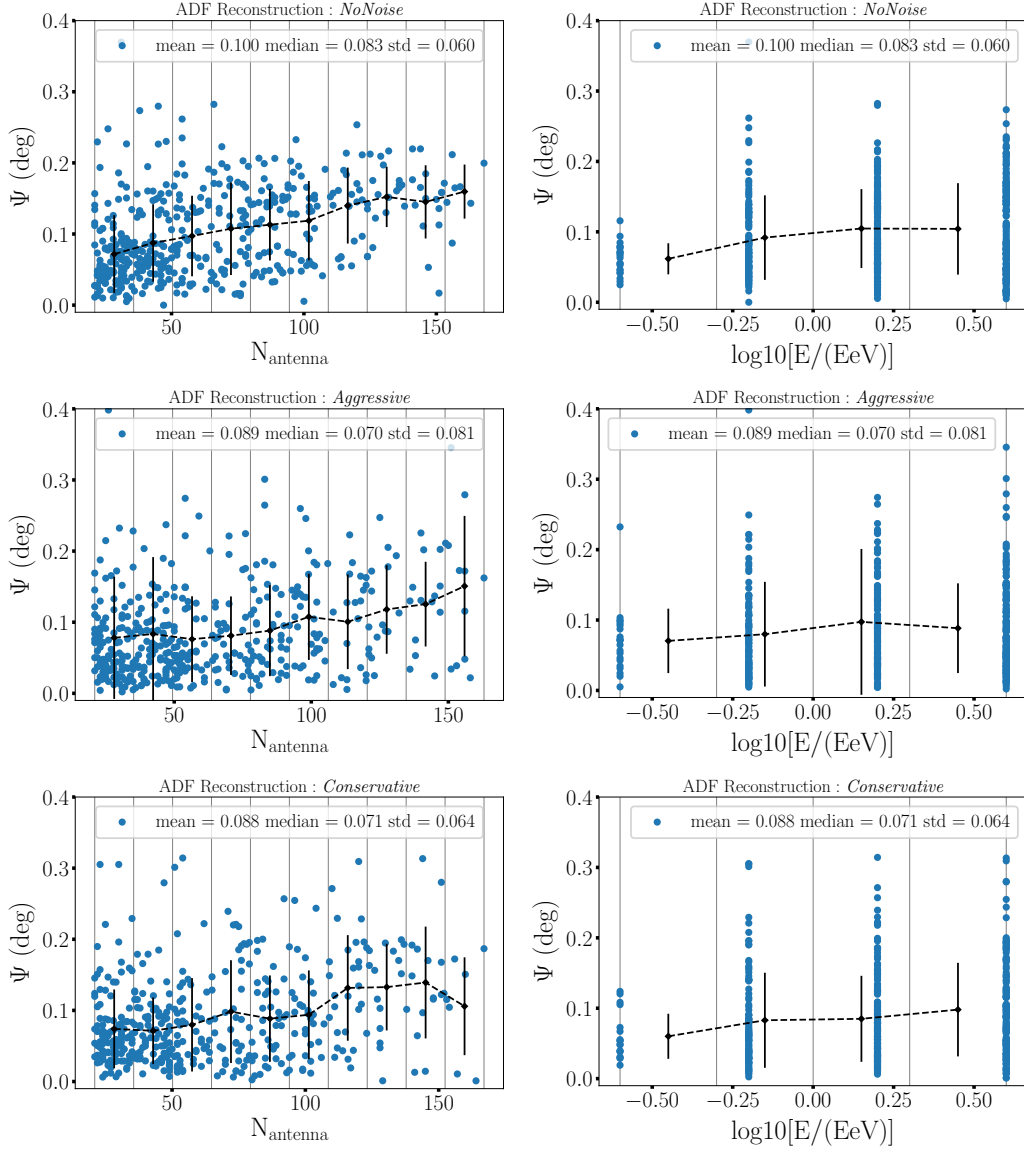 ADF Reconstruction : NoNoise
mean = 0.100 median = 0.083 std = 0.060
0.4
0.3
0.2
0.1
0.0
Ψ (deg)
50 100 150
N_antenna
ADF Reconstruction : NoNoise
mean = 0.100 median = 0.083 std = 0.060
0.4
0.3
0.2
0.1
0.0
Ψ (deg)
−0.50 −0.25 0.00 0.25 0.50
log10[E/(EeV)]
ADF Reconstruction : Aggressive
mean = 0.089 median = 0.070 std = 0.081
0.4
0.3
0.2
0.1
0.0
Ψ (deg)
50 100 150
N_antenna
ADF Reconstruction : Aggressive
mean = 0.089 median = 0.070 std = 0.081
0.4
0.3
0.2
0.1
0.0
Ψ (deg)
−0.50 −0.25 0.00 0.25 0.50
log10[E/(EeV)]
ADF Reconstruction : Conservative
mean = 0.088 median = 0.071 std = 0.064
0.4
0.3
0.2
0.1
0.0
Ψ (deg)
50 100 150
N_antenna
ADF Reconstruction : Conservative
mean = 0.088 median = 0.071 std = 0.064
0.4
0.3
0.2
0.1
0.0
Ψ (deg)
−0.50 −0.25 0.00 0.25 0.50
log10[E/(EeV)]